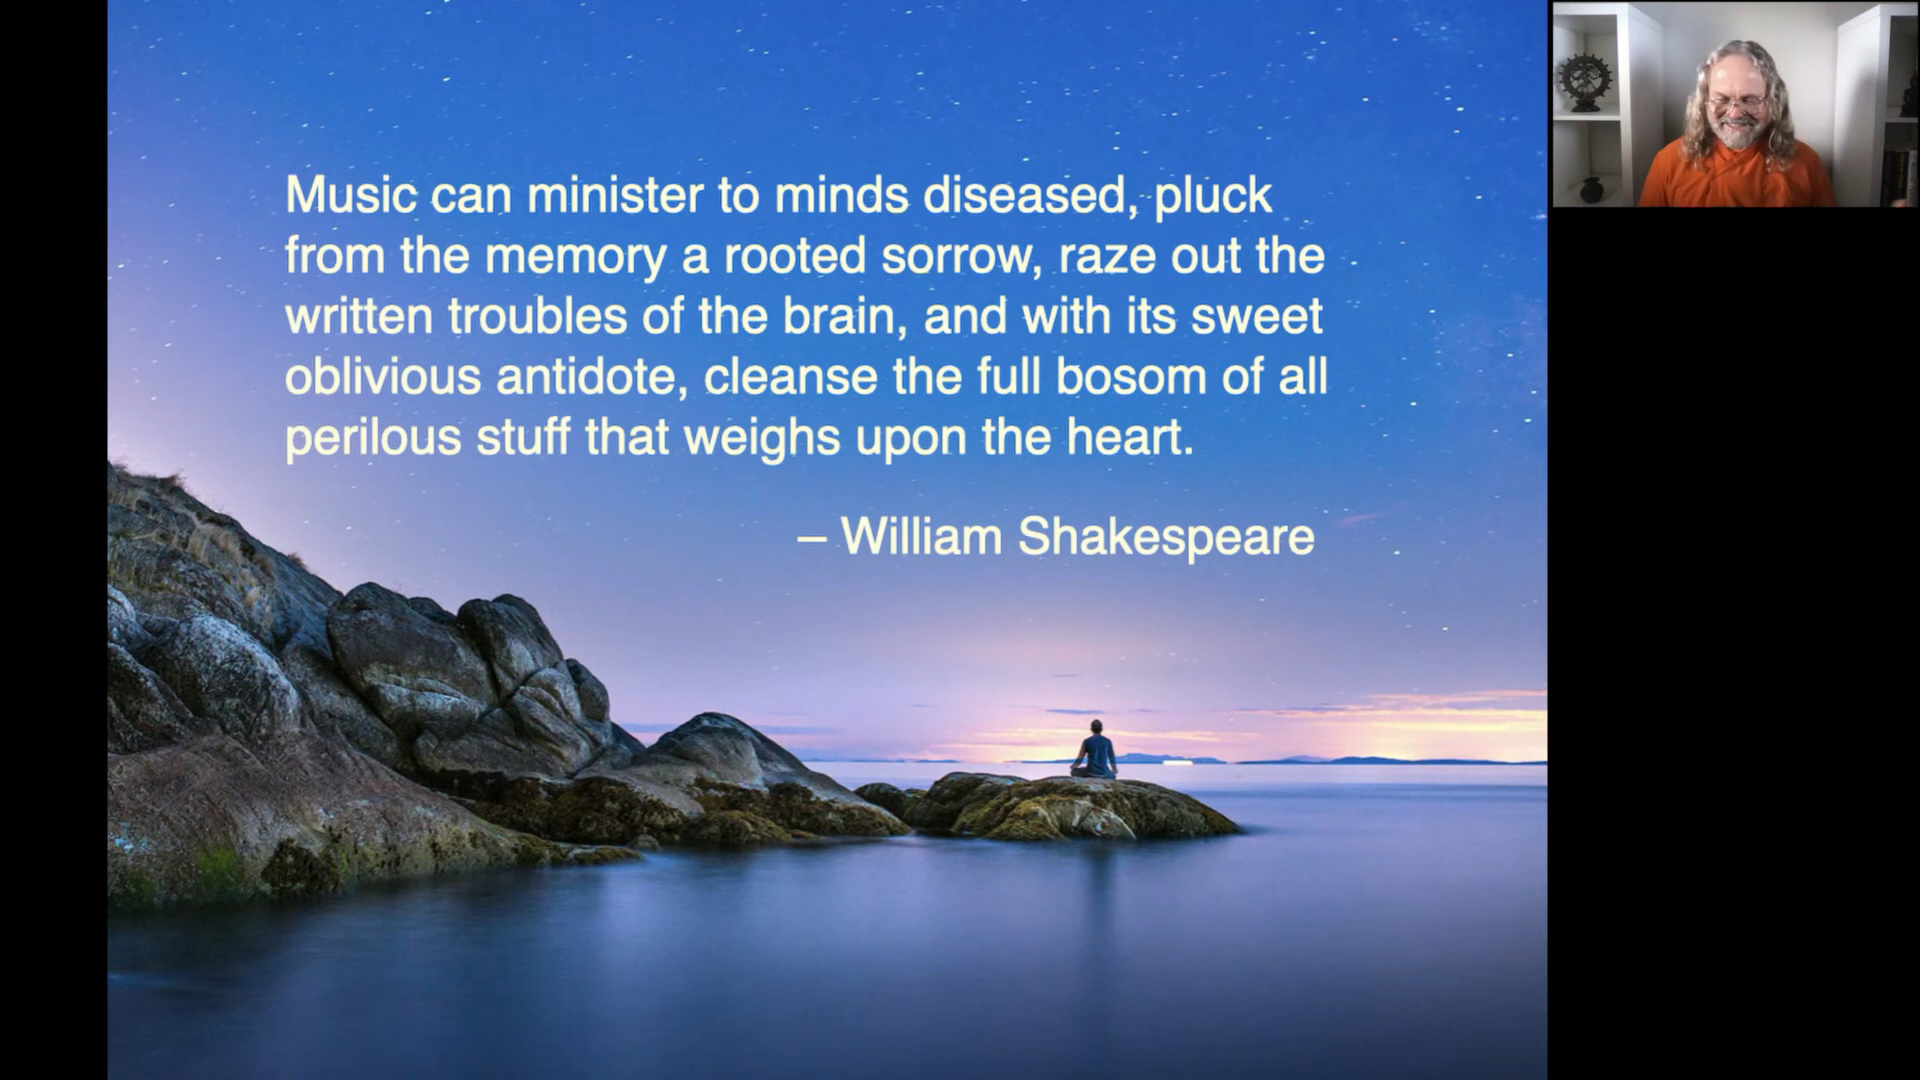 Music can minister to minds diseased, pluck
from the memory a rooted sorrow, raze out the
written troubles of the brain, and with its sweet
oblivious antidote, cleanse the full bosom of all
perilous stuff that weighs upon the heart.
– William Shakespeare